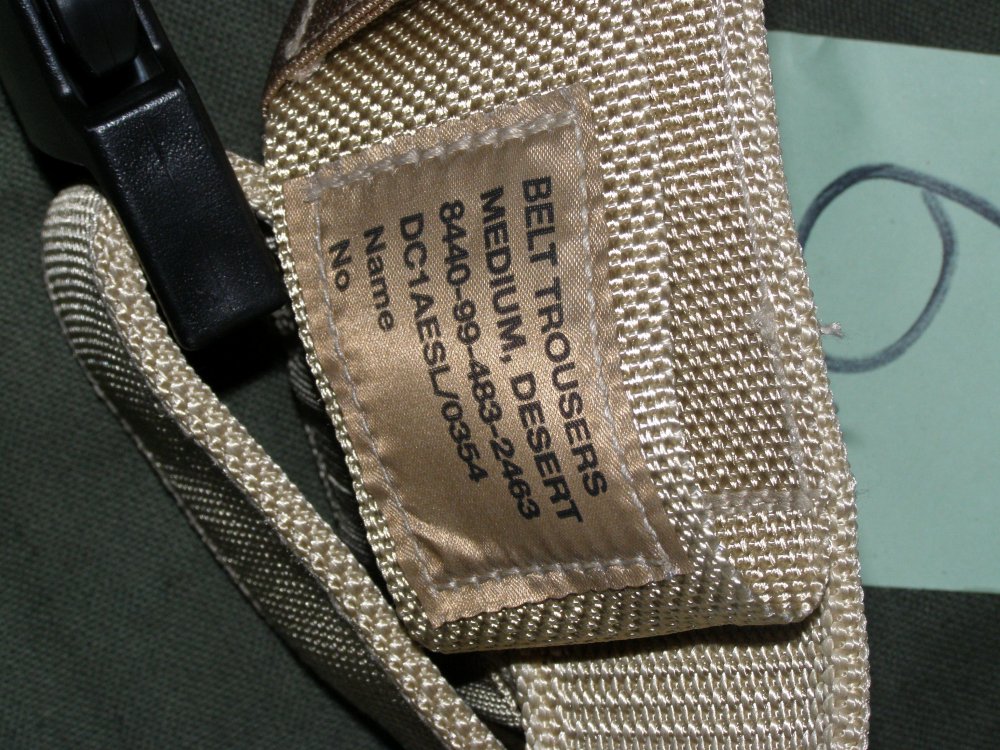 BELT TROUSERS
MEDIUM, DESERT
8440-99-483-2463
DC1AESL/0354
Name
No